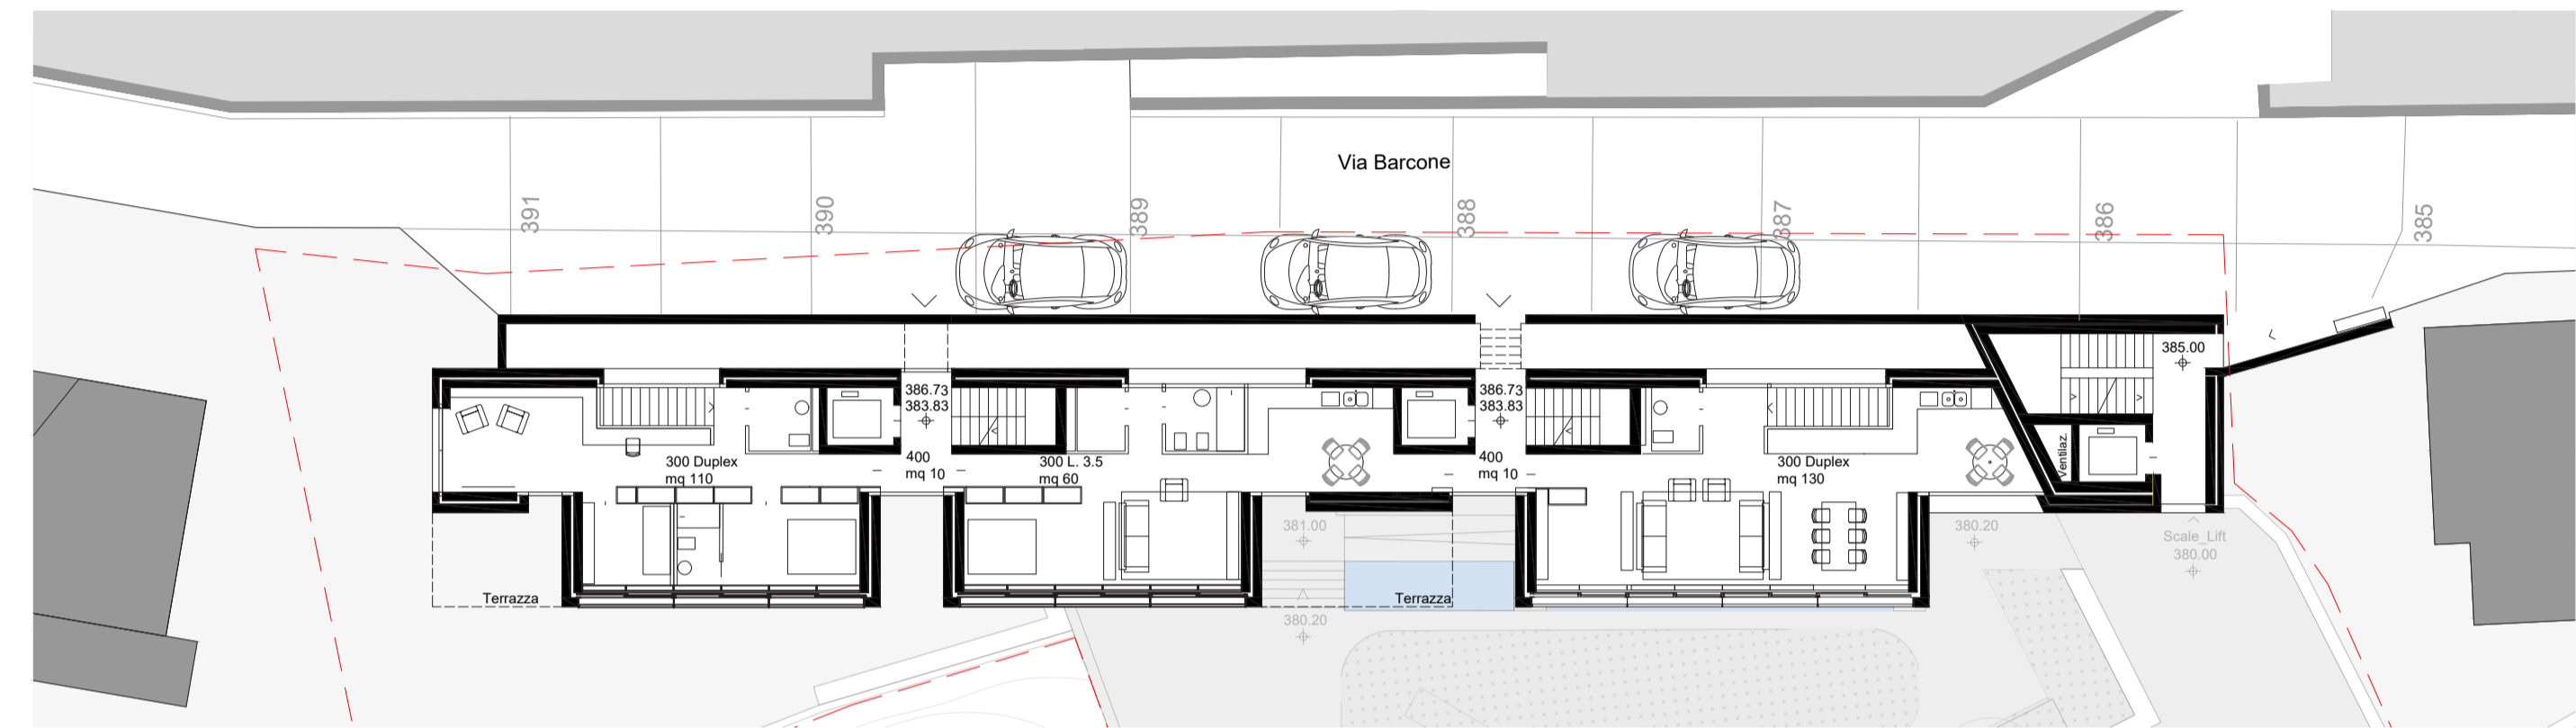 Via Barcone
391
390
389
388
387
386
385
385.00
386.73
383.83
386.73
383.83
Ventilaz.
400
mq 10
400
mq 10
300 Duplex
mq 110
300 L. 3.5
mq 60
300 Duplex
mq 130
381.00
380.20
Scale_Lift
380.00
Terrazza
Terrazza
380.20